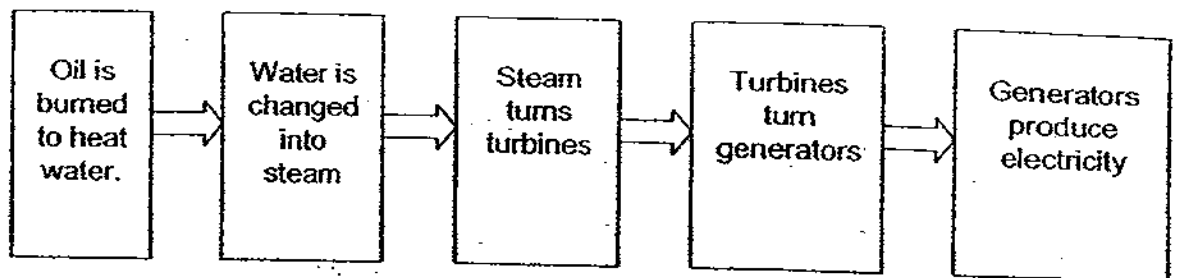 Oil is
burned
to heat
water.
Water is
changed
into
steam
Steam
turns
turbines
Turbines
turn
generators
Generators
produce
electricity